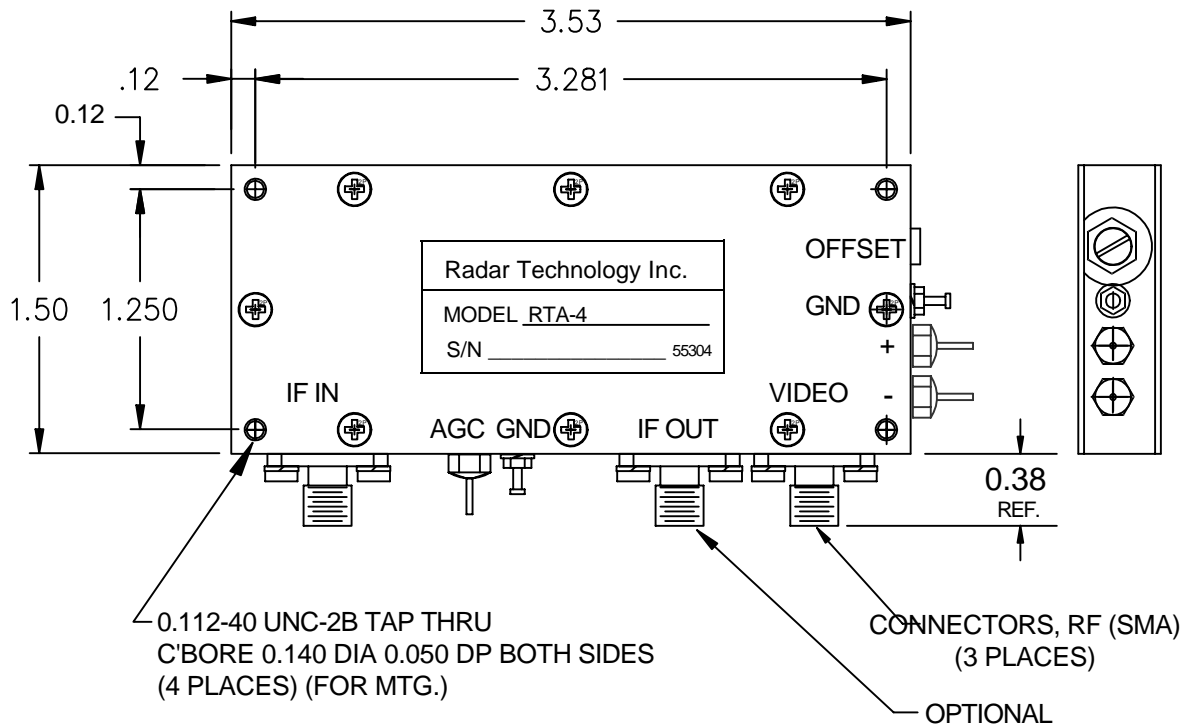 3.53
.12
3.281
0.12
OFFSET
Radar Technology Inc.
1.50
1.250
MODEL RTA-4
GND
S/N 55304
+
IF IN
VIDEO
-
AGC GND
IF OUT
0.38
REF.
0.112-40 UNC-2B TAP THRU
C'BORE 0.140 DIA 0.050 DP BOTH SIDES
(4 PLACES) (FOR MTG.)
CONNECTORS, RF (SMA)
(3 PLACES)
OPTIONAL